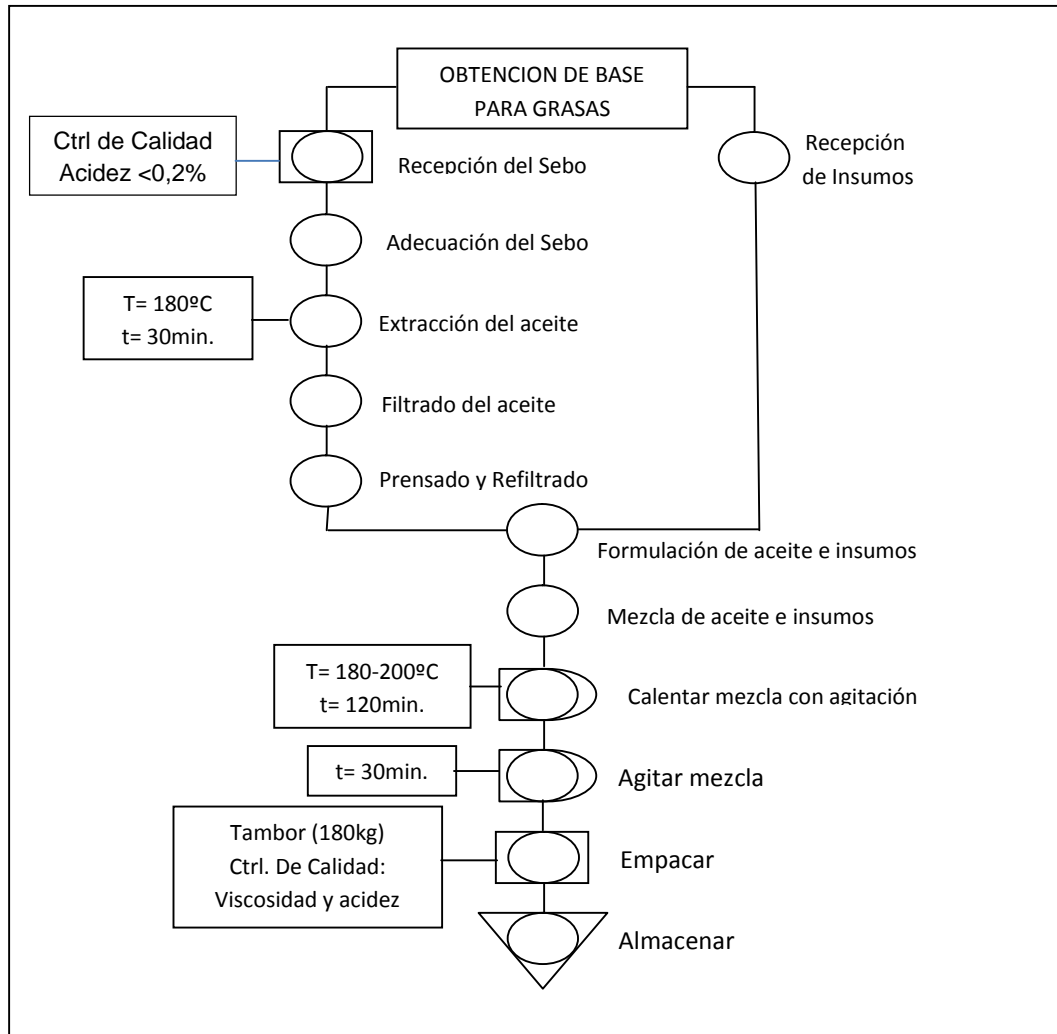 OBTENCION DE BASE
PARA GRASAS
Ctrl de Calidad
Acidez <0,2%
Recepción del Sebo
Recepción
de Insumos
Adecuación del Sebo
T= 180ºC
t= 30min.
Extracción del aceite
Filtrado del aceite
Prensado y Refiltrado
Formulación de aceite e insumos
Mezcla de aceite e insumos
T= 180-200ºC
t= 120min.
Calentar mezcla con agitación
t= 30min.
Agitar mezcla
Tambor (180kg)
Ctrl. De Calidad:
Viscosidad y acidez
Empacar
Almacenar